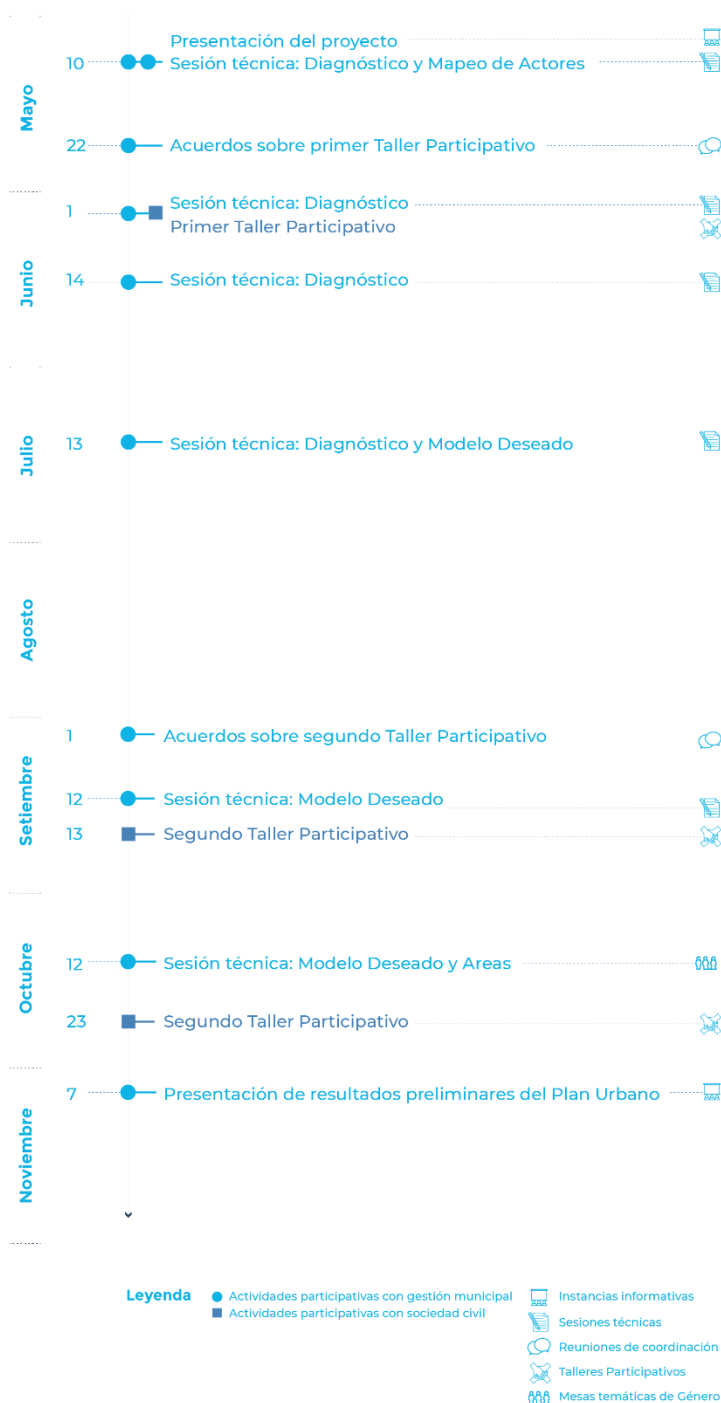 Mayo
Presentación del proyecto
10 Sesión técnica: Diagnóstico y Mapeo de Actores
22 Acuerdos sobre primer Taller Participativo
Junio
1 Sesión técnica: Diagnóstico
Primer Taller Participativo
14 Sesión técnica: Diagnóstico
Julio
13 Sesión técnica: Diagnóstico y Modelo Deseado
Agosto
Setiembre
1 Acuerdos sobre segundo Taller Participativo
12 Sesión técnica: Modelo Deseado
13 Segundo Taller Participativo
Octubre
12 Sesión técnica: Modelo Deseado y Areas
23 Segundo Taller Participativo
Noviembre
7 Presentación de resultados preliminares del Plan Urbano
Leyenda
Actividades participativas con gestión municipal
Actividades participativas con sociedad civil
Instancias informativas
Sesiones técnicas
Reuniones de coordinación
Talleres Participativos
Mesas temáticas de Género